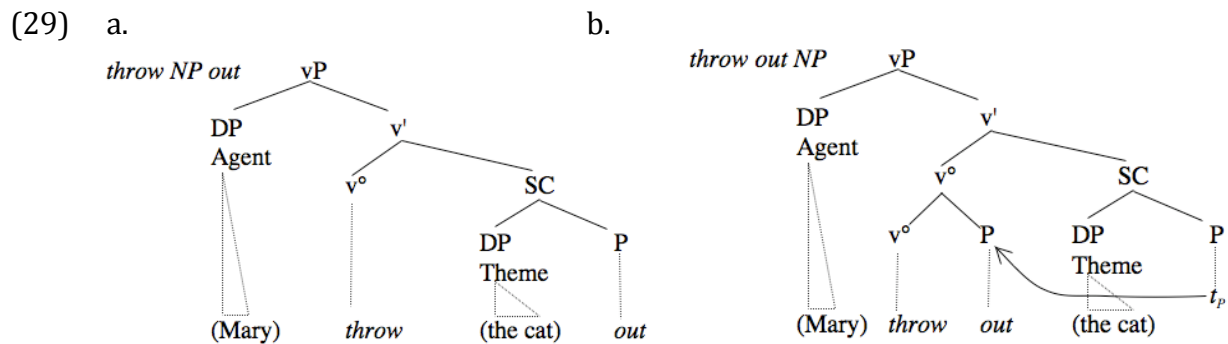 (29) a. b.
throw NP out vP
DP v'
Agent
v° SC
DP P
Theme
(Mary) throw (the cat) out
throw out NP vP
DP v'
Agent
v° SC
v° P DP P
Theme
t_P
(Mary) throw out (the cat)